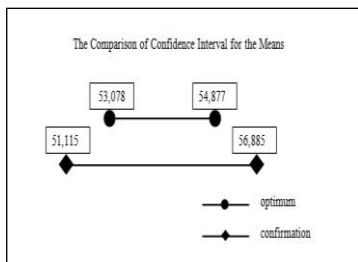 The Comparison of Confidence Interval for the Means
53,078 54,877
51,115 56,885
optimum
confirmation